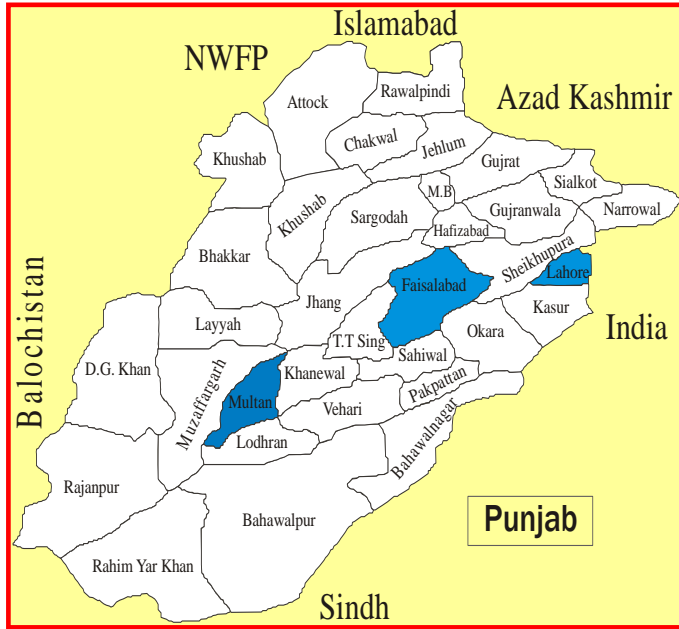 Islamabad
NWFP
Rawalpindi
Attock
Azad Kashmir
Chakwal
Jehlum
Gujrat
Khushab
Sialkot
M.B
Khushab
Sargodah
Gujranwala
Narrowal
Hafizabad
Bhakkar
Sheikhupura
Faisalabad
Lahore
Jhang
Kasur
Layyah
T.T Sing
Okara
India
Balochistan
Sahiwal
D.G. Khan
Muzaffargarh
Khanewal
Pakpattan
Multan
Vehari
Lodhran
Bahawalnagar
Rajanpur
Bahawalpur
Punjab
Rahim Yar Khan
Sindh